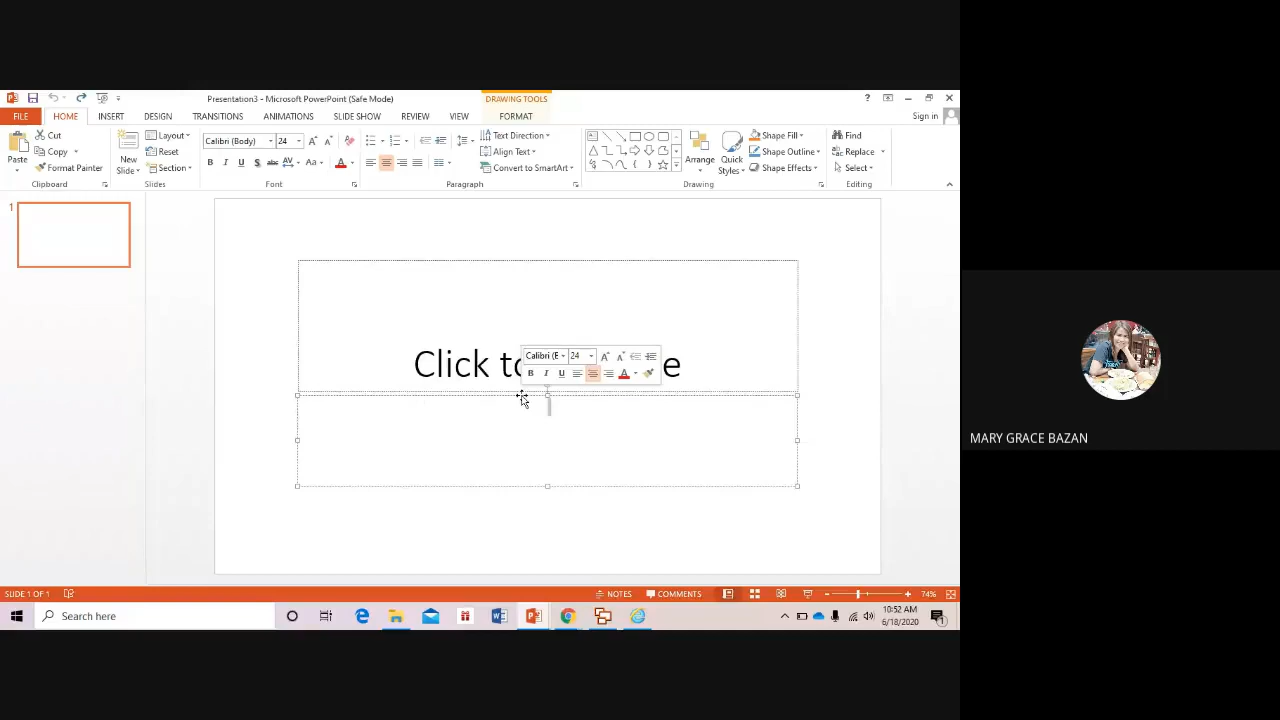 Presentation3 - Microsoft PowerPoint (Safe Mode)
DRAWING TOOLS
?
FILE
HOME
INSERT
DESIGN
TRANSITIONS
ANIMATIONS
SLIDE SHOW
REVIEW
VIEW
FORMAT
Sign in
Paste
Cut
Copy
Format Painter
Clipboard
New
Slide
Layout
Reset
Section
Slides
Calibri (Body)
24
B I U S abc AV Aa A
Font
Text Direction
Align Text
Convert to SmartArt
Paragraph
Arrange
Quick
Styles
Shape Fill
Shape Outline
Shape Effects
Drawing
Find
Replace
Select
Editing
1
Calibri (E
24
B I U A
Click to
e
MARY GRACE BAZAN
SLIDE 1 OF 1
NOTES
COMMENTS
74%
Search here
10:52 AM
6/18/2020